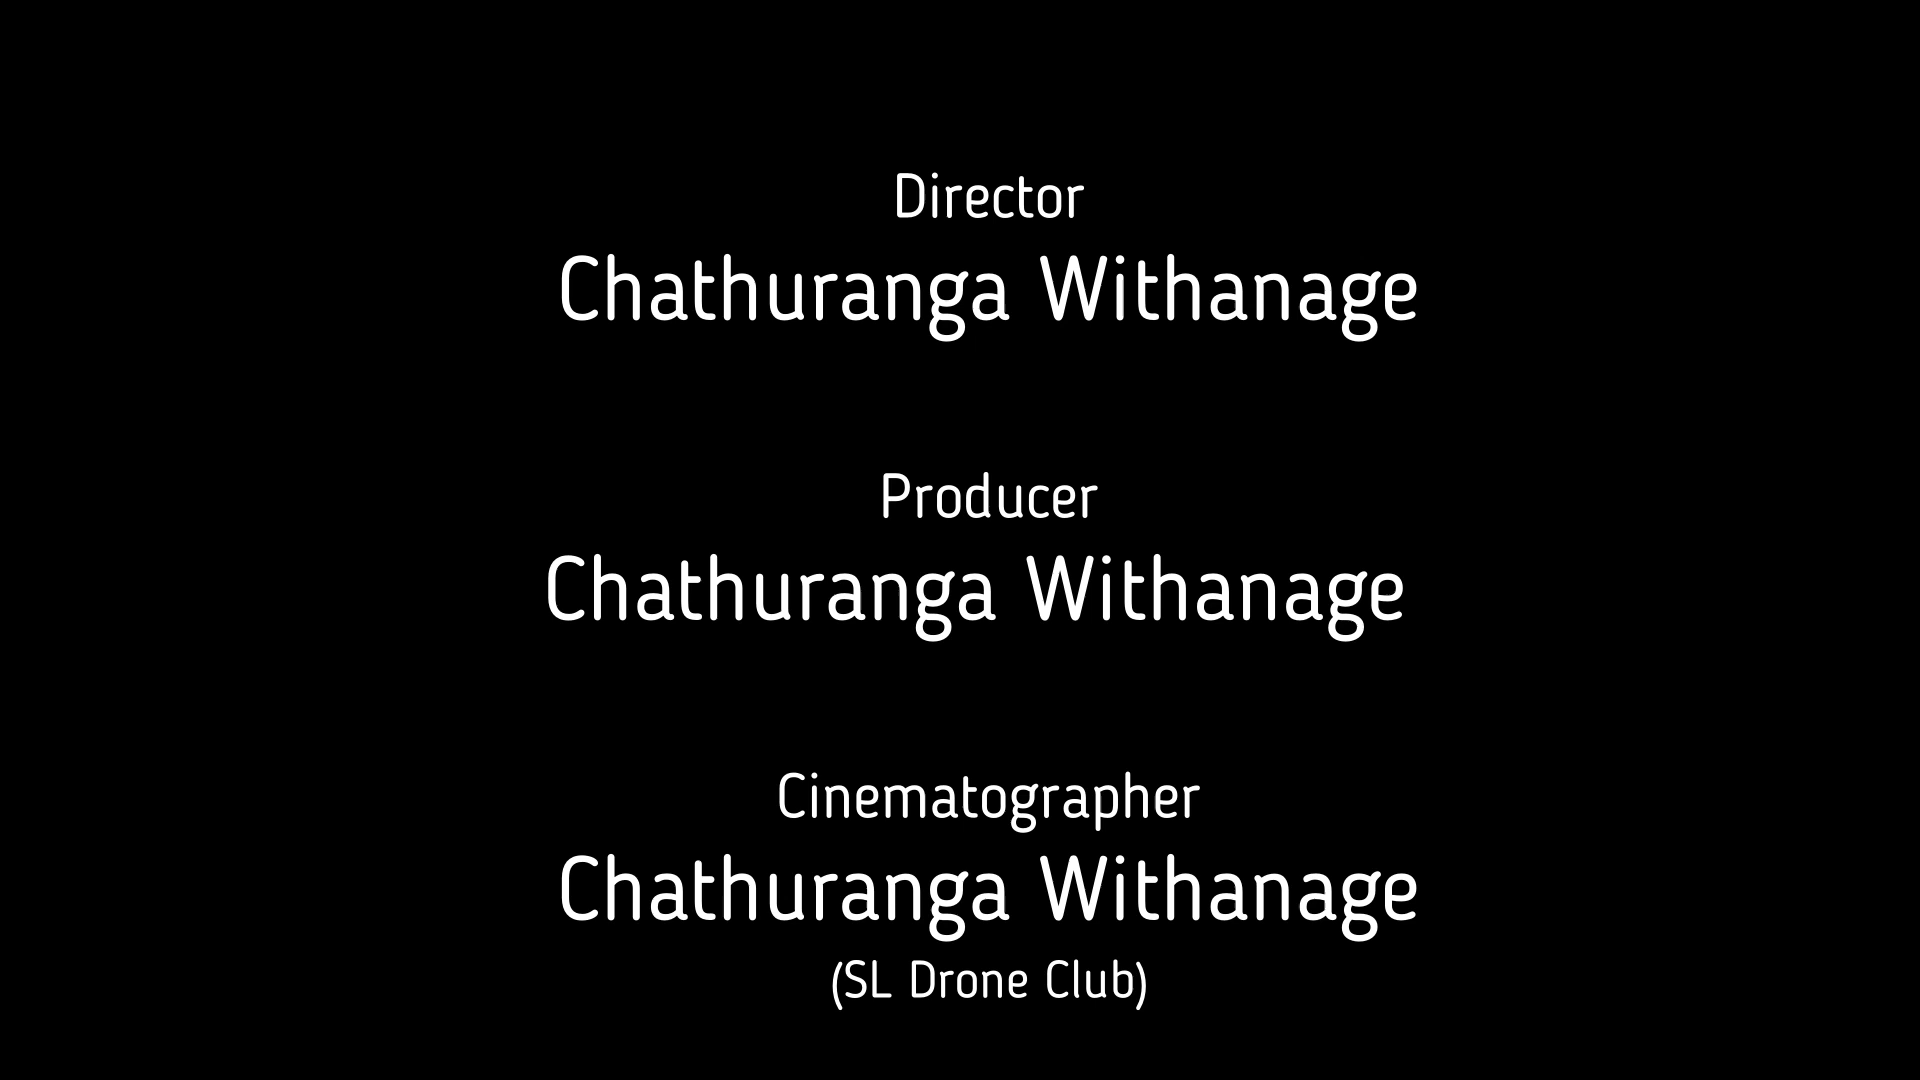 Director
Chathuranga Withanage
Producer
Chathuranga Withanage
Cinematographer
Chathuranga Withanage
(SL Drone Club)